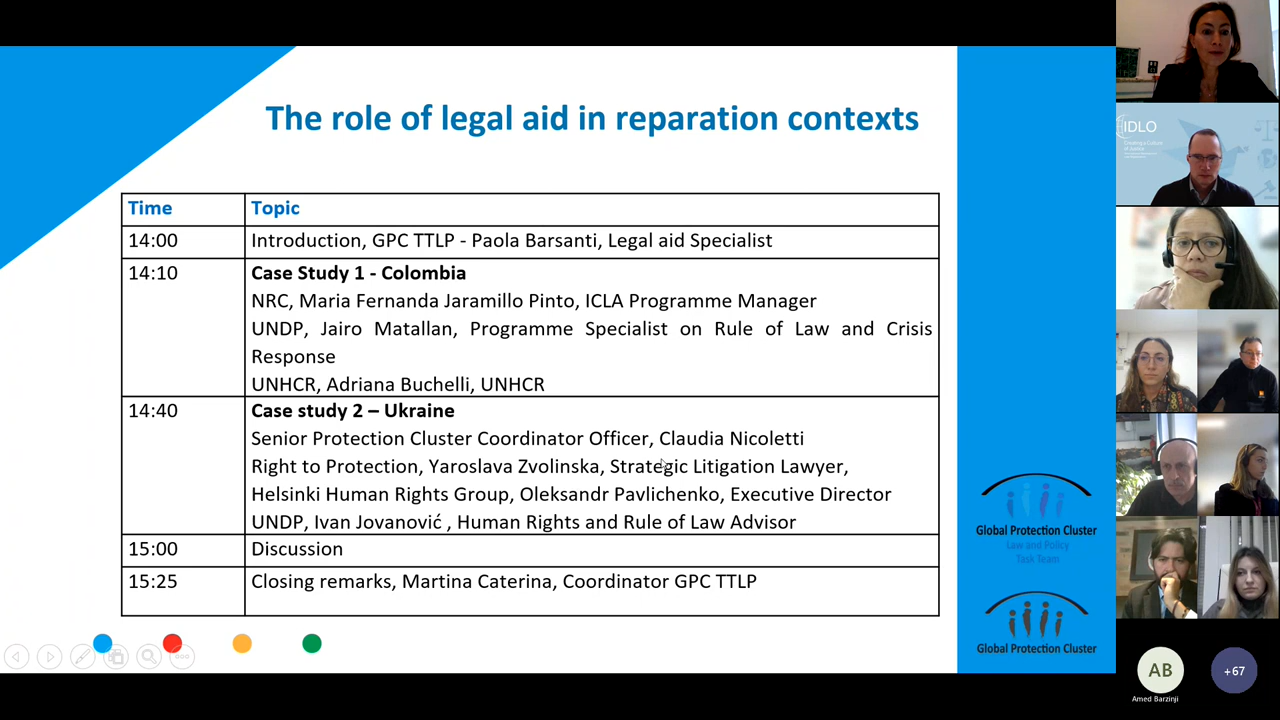 The role of legal aid in reparation contexts
Time Topic
14:00 Introduction, GPC TTLP - Paola Barsanti, Legal aid Specialist
14:10 Case Study 1 - Colombia
NRC, Maria Fernanda Jaramillo Pinto, ICLA Programme Manager
UNDP, Jairo Matallan, Programme Specialist on Rule of Law and Crisis
Response
UNHCR, Adriana Buchelli, UNHCR
14:40 Case study 2 – Ukraine
Senior Protection Cluster Coordinator Officer, Claudia Nicoletti
Right to Protection, Yaroslava Zvolinska, Strategic Litigation Lawyer,
Helsinki Human Rights Group, Oleksandr Pavlichenko, Executive Director
UNDP, Ivan Jovanović , Human Rights and Rule of Law Advisor
15:00 Discussion
15:25 Closing remarks, Martina Caterina, Coordinator GPC TTLP
Global Protection Cluster
Law and Policy
Task Team
Global Protection Cluster
IDLO
AB
Amed Barzinji
+67